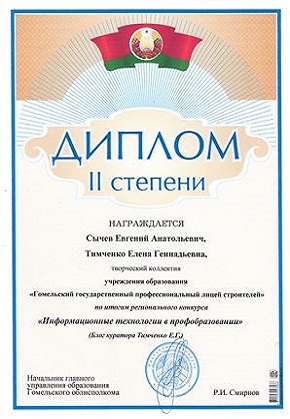 ДИПЛОМ
II степени
НАГРАЖДАЕТСЯ
Сычев Евгений Анатольевич,
Тимченко Елена Геннадьевна,
творческий коллектив
учреждения образования
«Гомельский государственный профессиональный лицей строителей»
по итогам регионального конкурса
«Информационные технологии в профобразовании»
(Блог куратора Тимченко Е.Г.)
Начальник главного
управления образования
Гомельского облисполкома
Р.И. Смирнов